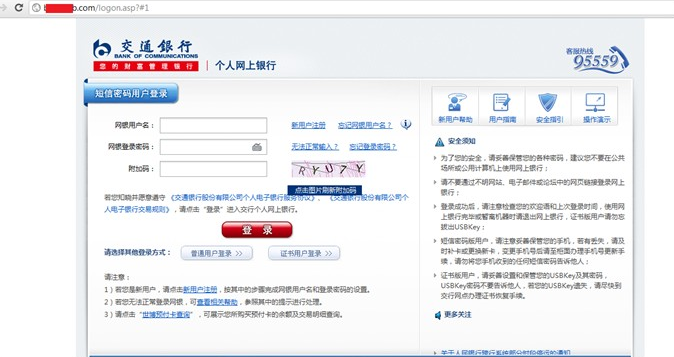 b
o.com/logon.asp?#1
交通銀行
BANK OF COMMUNICATIONS
您的财富管理银行
个人网上银行
客服热线
95559
短信密码用户登录
网银用户名：
新用户注册
忘记网银用户名？
网银登录密码：
无法正常输入？
忘记登录密码？
附加码：
RYU7Y
点击图片刷新附加码
若您知晓并愿意遵守《交通银行股份有限公司个人电子银行服务协议》、《交通银行股份有限公司个
人电子银行交易规则》，请点击“登录”进入交行个人网上银行。
登 录
请选择其他登录方式：
普通用户登录 >>
证书用户登录 >>
请注意：
1）若您是新用户，请点击新用户注册，按其中的步骤完成网银用户名和登录密码的设置。
2）若您无法正常登录网银，可查看相关帮助，参照其中的提示进行处理。
3）请点击“世博预付卡查询”，可展示您所购买预付卡的余额及交易明细查询。
新用户帮助
用户指南
安全指引
操作演示
安全须知
为了您的安全，请妥善保管您的各种密码，建议您不要在公共
场所或公用计算机上使用网上银行；
请不要通过不明网站、电子邮件或论坛中的网页链接登录网上
银行；
登录成功后，请注意检查您的欢迎语和上次登录时间，使用网
上银行完毕或暂离机器时请退出网上银行，证书版用户请勿忘
拔出USBKey；
短信密码版用户，请注意妥善保管您的手机，若有丢失，请及
时补卡或更换新卡，变更手机号后请至柜面办理手机号更新手
续，请勿将您手机收到的任何短信密码告诉他人；
证书版用户，请妥善设置和保管您的USBKey及其密码，
USBKey密码不要告诉他人，若您的USBKey遗失，请尽快到
交行网点办理证书恢复手续。
更多关注
关于人民银行跨行系统部分时段停运的通知